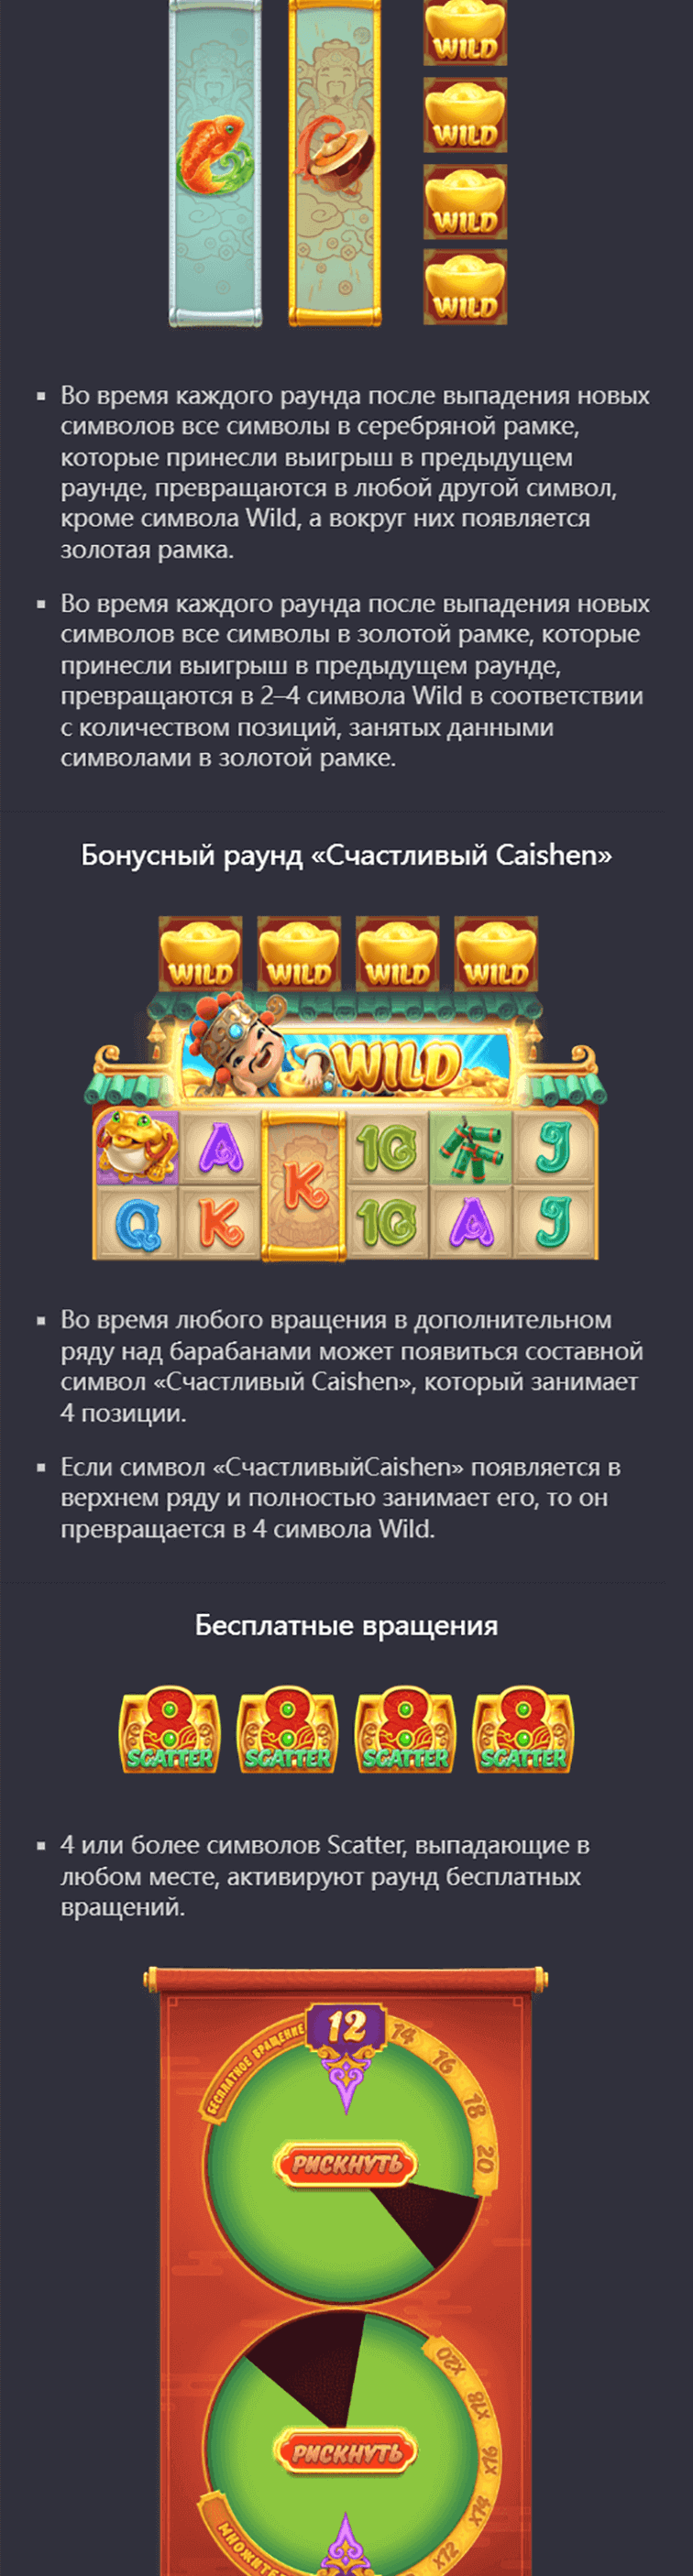 WILD
WILD
WILD
WILD
Во время каждого раунда после выпадения новых
символов все символы в серебряной рамке,
которые принесли выигрыш в предыдущем
раунде, превращаются в любой другой символ,
кроме символа Wild, а вокруг них появляется
золотая рамка.
Во время каждого раунда после выпадения новых
символов все символы в золотой рамке, которые
принесли выигрыш в предыдущем раунде,
превращаются в 2–4 символа Wild в соответствии
с количеством позиций, занятых данными
символами в золотой рамке.
Бонусный раунд «Счастливый Caishen»
WILD WILD WILD WILD
WILD
A K 10 J
Q K 10 A J
Во время любого вращения в дополнительном
ряду над барабанами может появиться составной
символ «Счастливый Caishen», который занимает
4 позиции.
Если символ «СчастливыйCaishen» появляется в
верхнем ряду и полностью занимает его, то он
превращается в 4 символа Wild.
Бесплатные вращения
8 8 8 8
SCATTER SCATTER SCATTER SCATTER
4 или более символов Scatter, выпадающие в
любом месте, активируют раунд бесплатных
вращений.
БЕСПЛАТНОЕ ВРАЩЕНИЕ 12 14 16 18 20
РИСКНУТЬ
x20
x18
x16
РИСКНУТЬ
x14
x12